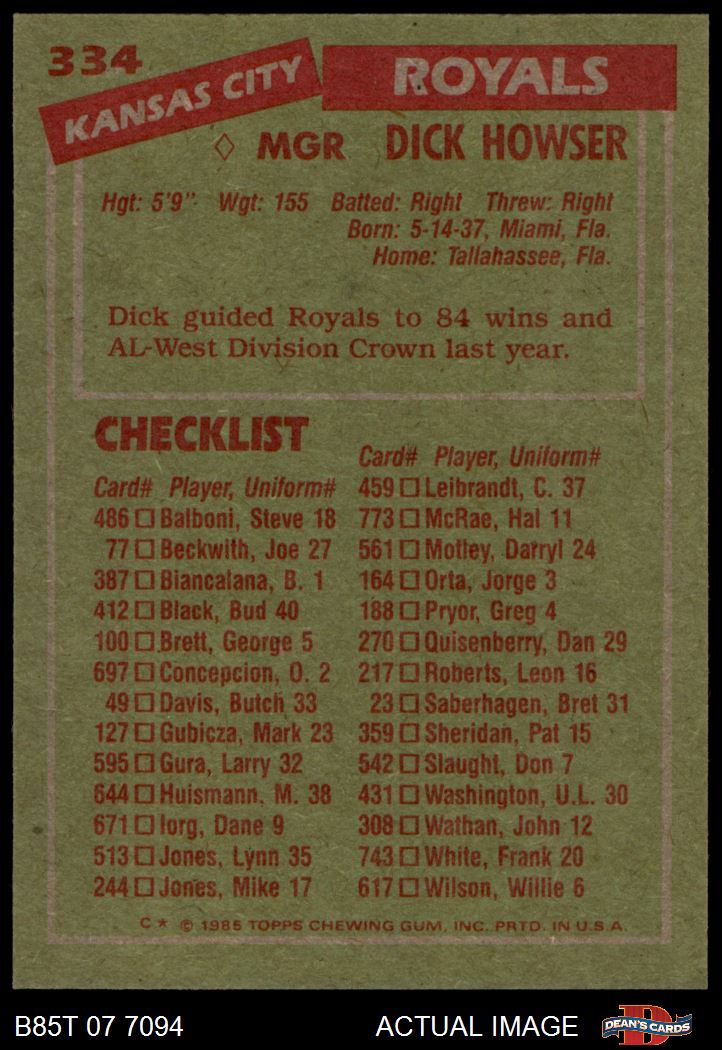 334
KANSAS CITY ROYALS
◊ MGR DICK HOWSER
Hgt: 5'9" Wgt: 155 Batted: Right Threw: Right
Born: 5-14-37, Miami, Fla.
Home: Tallahassee, Fla.
Dick guided Royals to 84 wins and
AL-West Division Crown last year.
CHECKLIST
Card# Player, Uniform#
486 □ Balboni, Steve 18
77 □ Beckwith, Joe 27
387 □ Biancalana, B. 1
412 □ Black, Bud 40
100 □ Brett, George 5
697 □ Concepcion, O. 2
49 □ Davis, Butch 33
127 □ Gubicza, Mark 23
595 □ Gura, Larry 32
644 □ Huismann, M. 38
671 □ Iorg, Dane 9
513 □ Jones, Lynn 35
244 □ Jones, Mike 17
Card# Player, Uniform#
459 □ Leibrandt, C. 37
773 □ McRae, Hal 11
561 □ Motley, Darryl 24
164 □ Orta, Jorge 3
188 □ Pryor, Greg 4
270 □ Quisenberry, Dan 29
217 □ Roberts, Leon 16
23 □ Saberhagen, Bret 31
359 □ Sheridan, Pat 15
542 □ Slaught, Don 7
431 □ Washington, U.L. 30
308 □ Wathan, John 12
743 □ White, Frank 20
617 □ Wilson, Willie 6
C * © 1985 TOPPS CHEWING GUM, INC. PRTD. IN U.S.A.
B85T 07 7094
ACTUAL IMAGE
D
DEAN'S CARDS